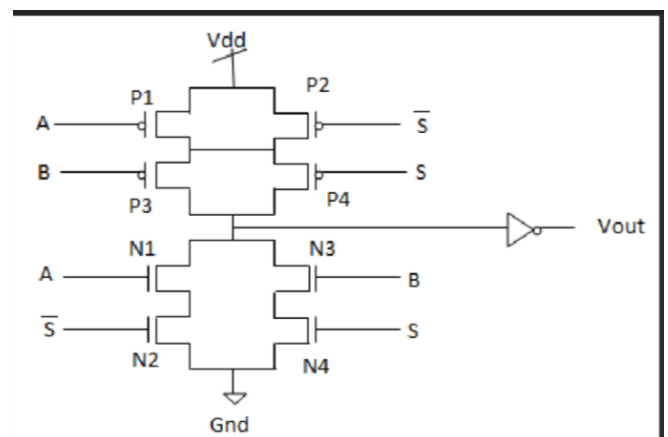 Vdd
P1 P2
A S̅
B S
P3 P4
Vout
N1 N3
A B
S̅ S
N2 N4
Gnd